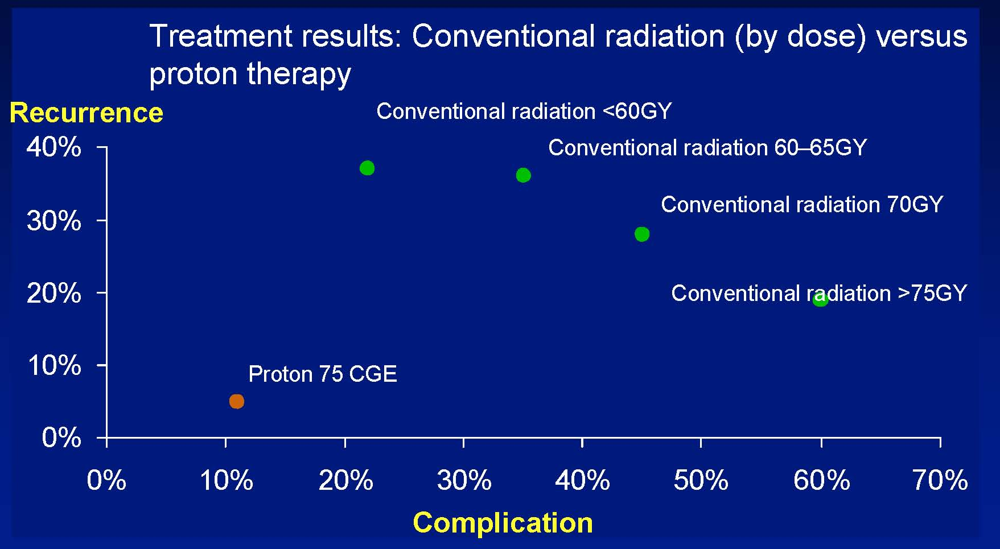 Treatment results: Conventional radiation (by dose) versus
proton therapy
Recurrence
Conventional radiation <60GY
40%
Conventional radiation 60–65GY
30%
Conventional radiation 70GY
20%
Conventional radiation >75GY
10%
Proton 75 CGE
0%
0% 10% 20% 30% 40% 50% 60% 70%
Complication